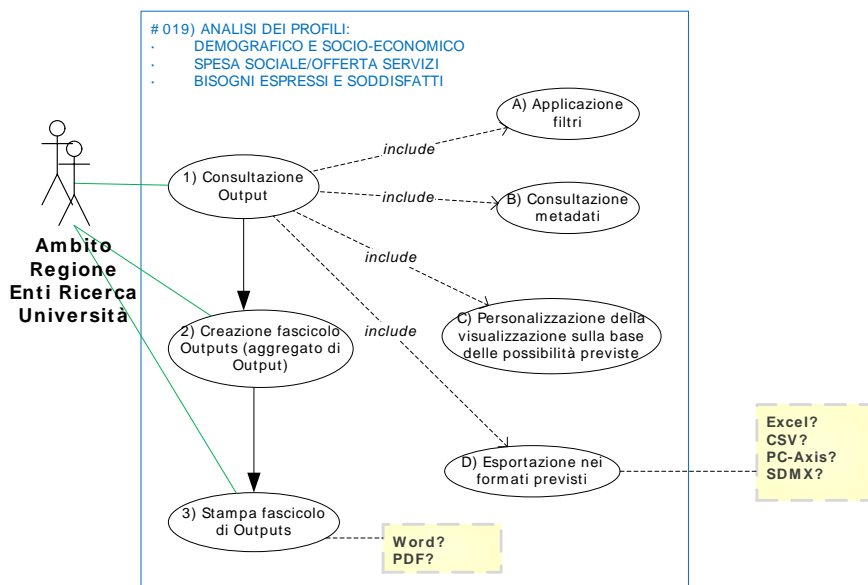 # 019) ANALISI DEI PROFILI:
· DEMOGRAFICO E SOCIO-ECONOMICO
· SPESA SOCIALE/OFFERTA SERVIZI
· BISOGNI ESPRESSI E SODDISFATTI
A) Applicazione
filtri
include
1) Consultazione
Output
include
B) Consultazione
metadati
include
Ambito
Regione
Enti Ricerca
Università
include
C) Personalizzazione della
visualizzazione sulla base
delle possibilità previste
2) Creazione fascicolo
Outputs (aggregato di
Output)
D) Esportazione nei
formati previsti
Excel?
CSV?
PC-Axis?
SDMX?
3) Stampa fascicolo
di Outputs
Word?
PDF?